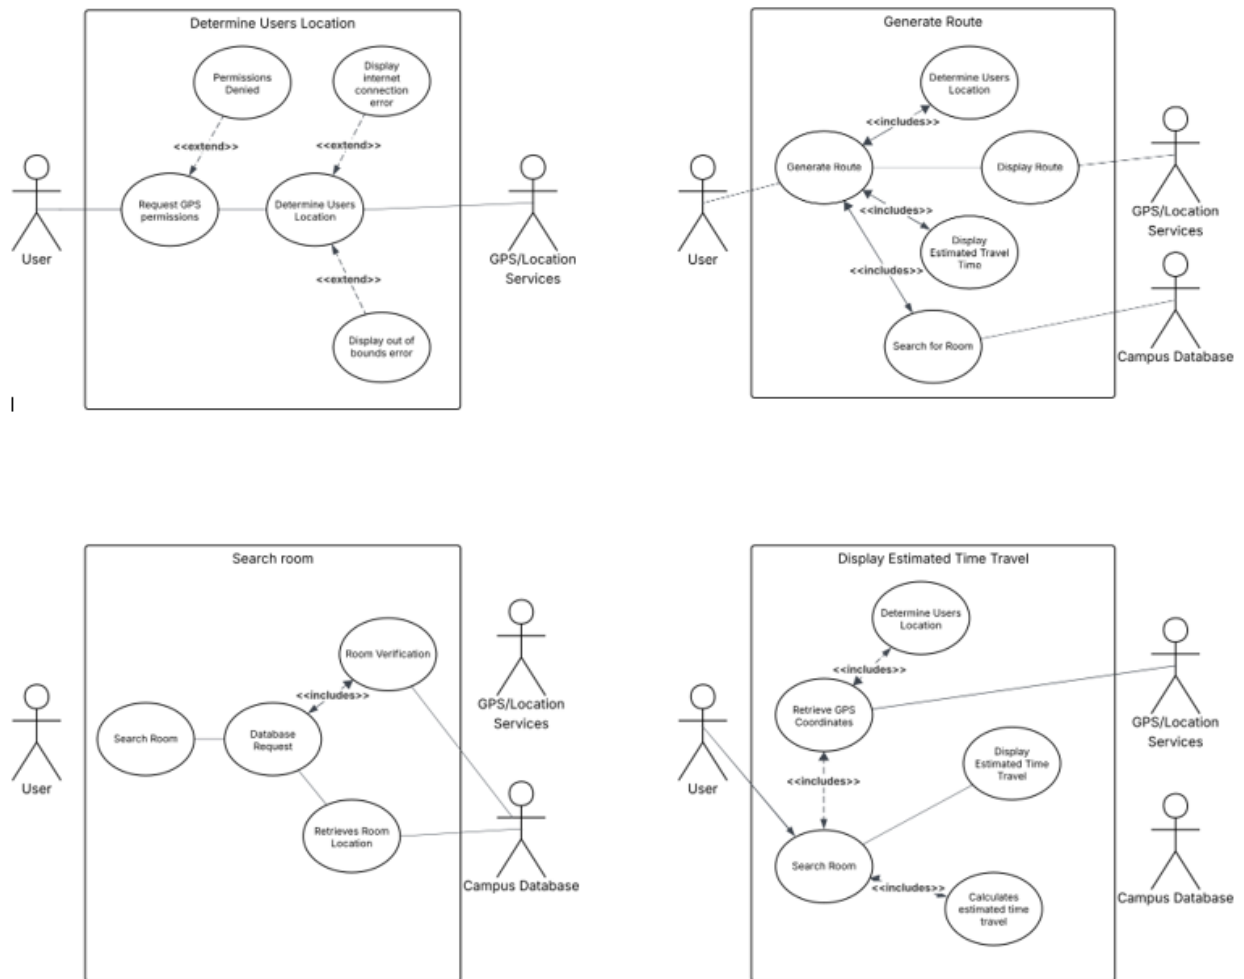 Determine Users Location
Permissions
Denied
Display
internet
connection
error
<<extend>>
<<extend>>
Request GPS
permissions
Determine Users
Location
<<extend>>
Display out of
bounds error
User
GPS/Location
Services
Generate Route
Determine Users
Location
<<includes>>
Generate Route
Display Route
<<includes>>
Display
Estimated Travel
Time
<<includes>>
Search for Room
User
GPS/Location
Services
Campus Database
Search room
Room Verification
<<includes>>
Search Room
Database
Request
Retrieves Room
Location
User
GPS/Location
Services
Campus Database
Display Estimated Time Travel
Determine Users
Location
<<includes>>
Retrieve GPS
Coordinates
Display
Estimated Time
Travel
<<includes>>
Search Room
<<includes>>
Calculates
estimated time
travel
User
GPS/Location
Services
Campus Database